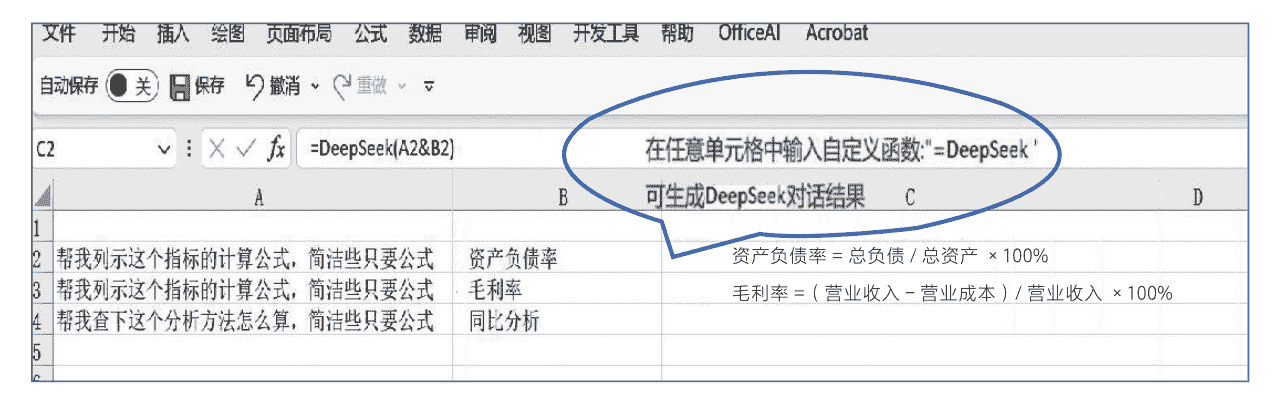 文件 开始 插入 绘图 页面布局 公式 数据 审阅 视图 开发工具 帮助 OfficeAI Acrobat
自动保存 关 保存 撤消 重做
C2 fx =DeepSeek(A2&B2) 在任意单元格中输入自定义函数:"=DeepSeek '
可生成DeepSeek对话结果
A B C D
1
2 帮我列示这个指标的计算公式，简洁些只要公式 资产负债率 资产负债率 = 总负债 / 总资产 × 100%
3 帮我列示这个指标的计算公式，简洁些只要公式 毛利率 毛利率 = ( 营业收入 − 营业成本 ) / 营业收入 × 100%
4 帮我查下这个分析方法怎么算，简洁些只要公式 同比分析
5